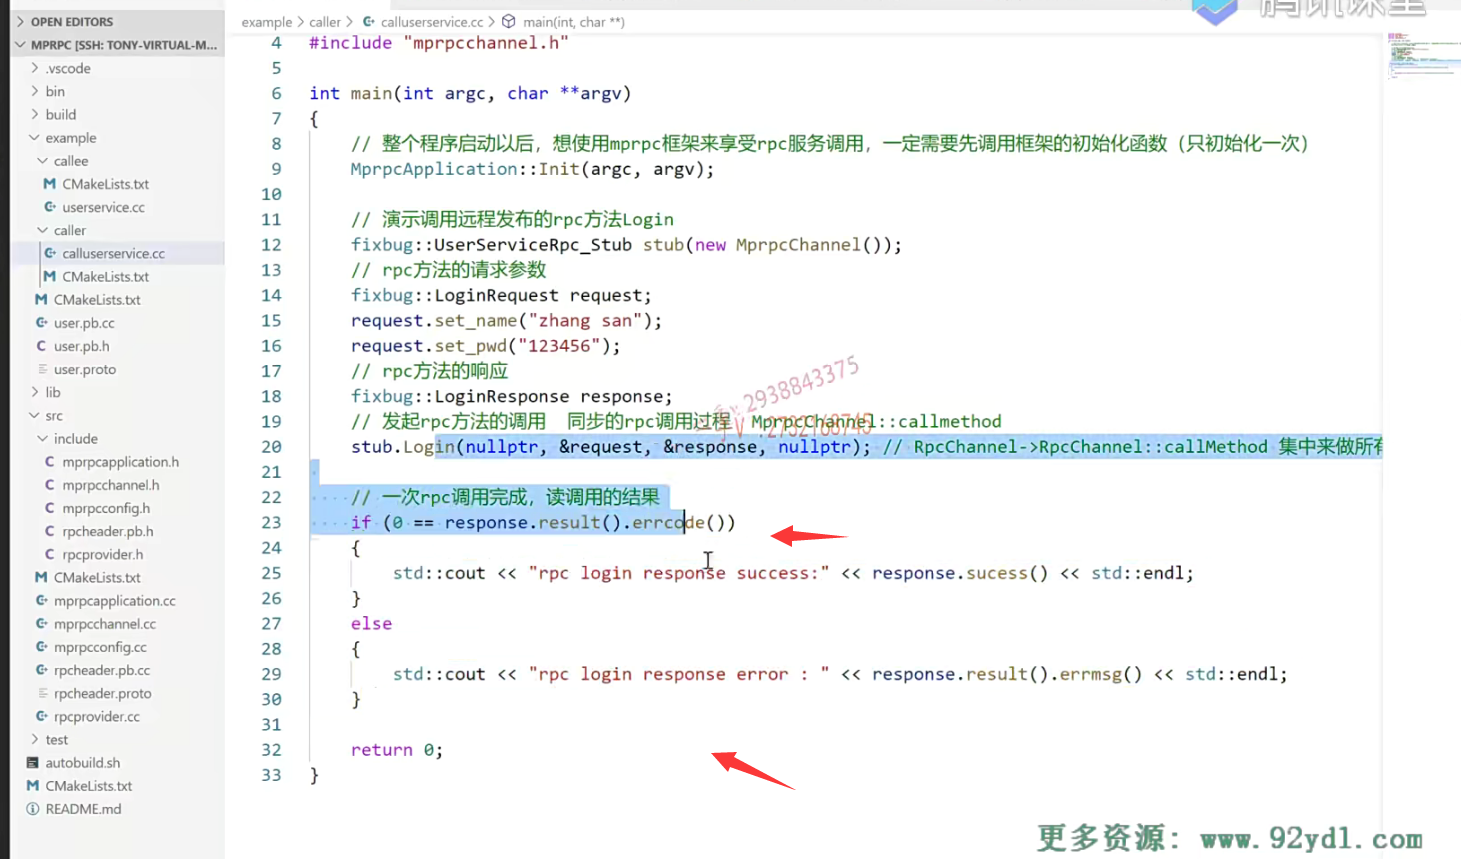 OPEN EDITORS
MPRPC [SSH: TONY-VIRTUAL-M...
.vscode
bin
build
example
callee
CMakeLists.txt
userservice.cc
caller
calluserservice.cc
CMakeLists.txt
CMakeLists.txt
user.pb.cc
user.pb.h
user.proto
lib
src
include
mprpcapplication.h
mprpcchannel.h
mprpcconfig.h
rpcheader.pb.h
rpcprovider.h
CMakeLists.txt
mprpcapplication.cc
mprpcchannel.cc
mprpcconfig.cc
rpcheader.pb.cc
rpcheader.proto
rpcprovider.cc
test
autobuild.sh
CMakeLists.txt
README.md
腾讯课堂
example > caller > calluserservice.cc > main(int, char **)
4 #include "mprpcchannel.h"
5
6 int main(int argc, char **argv)
7 {
8 // 整个程序启动以后，想使用mprpc框架来享受rpc服务调用，一定需要先调用框架的初始化函数（只初始化一次）
9 MprpcApplication::Init(argc, argv);
10
11 // 演示调用远程发布的rpc方法Login
12 fixbug::UserServiceRpc_Stub stub(new MprpcChannel());
13 // rpc方法的请求参数
14 fixbug::LoginRequest request;
15 request.set_name("zhang san");
16 request.set_pwd("123456");
17 // rpc方法的响应
18 fixbug::LoginResponse response;
19 // 发起rpc方法的调用 同步的rpc调用过程 MprpcChannel::callmethod
20 stub.Login(nullptr, &request, &response, nullptr); // RpcChannel->RpcChannel::callMethod 集中来做所有
21
22 // 一次rpc调用完成，读调用的结果
23 if (0 == response.result().errcode())
24 {
25 std::cout << "rpc login response success:" << response.sucess() << std::endl;
26 }
27 else
28 {
29 std::cout << "rpc login response error : " << response.result().errmsg() << std::endl;
30 }
31
32 return 0;
33 }
2938843375
更多资源： www.92ydl.com